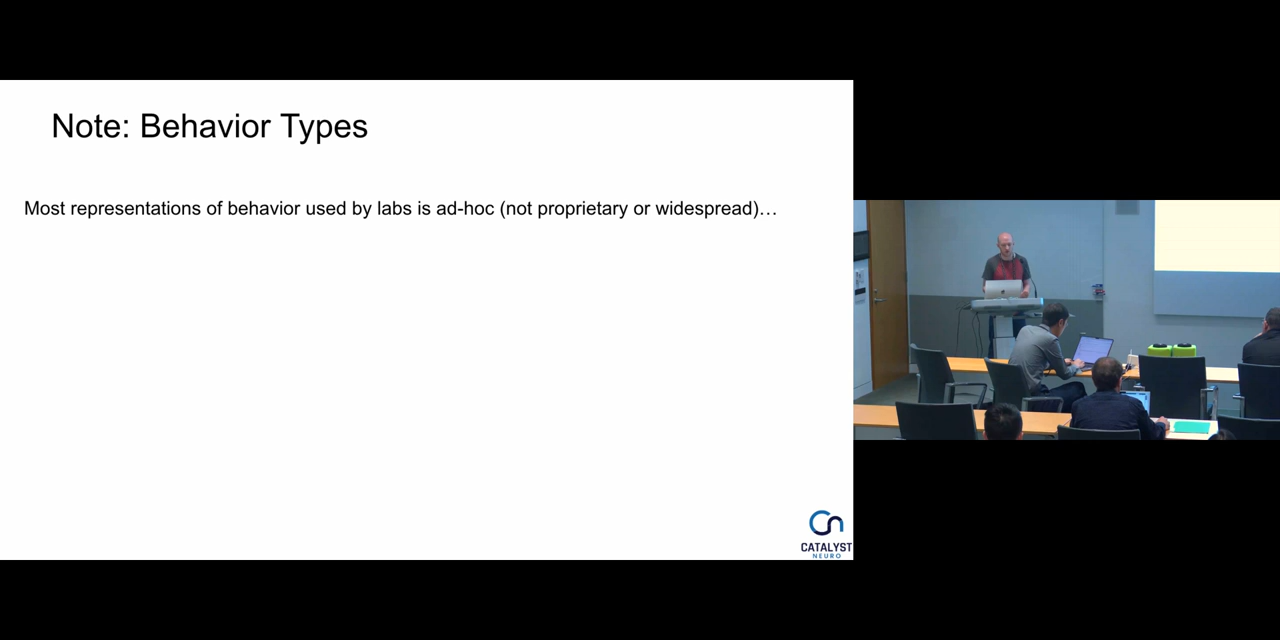 Note: Behavior Types
Most representations of behavior used by labs is ad-hoc (not proprietary or widespread)…
CATALYST
NEURO